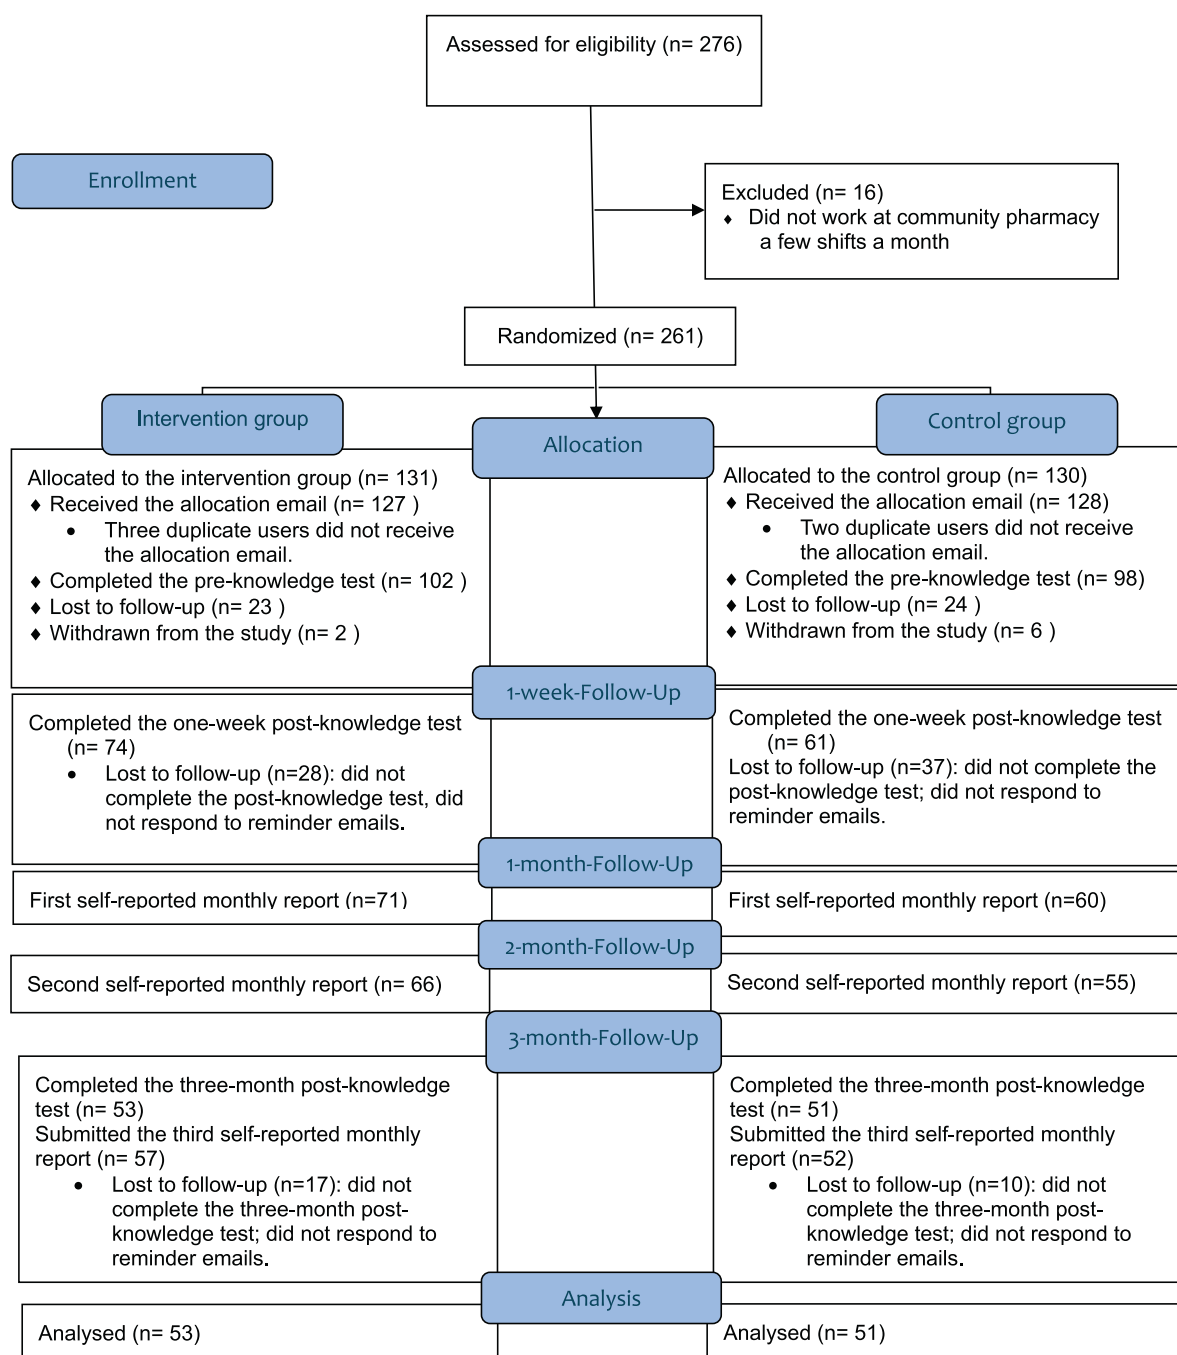 Assessed for eligibility (n= 276)
Enrollment
Excluded (n= 16)
♦ Did not work at community pharmacy
a few shifts a month
Randomized (n= 261)
Intervention group
Allocation
Control group
Allocated to the intervention group (n= 131)
♦ Received the allocation email (n= 127 )
• Three duplicate users did not receive
the allocation email.
♦ Completed the pre-knowledge test (n= 102 )
♦ Lost to follow-up (n= 23 )
♦ Withdrawn from the study (n= 2 )
Allocated to the control group (n= 130)
♦ Received the allocation email (n= 128)
• Two duplicate users did not receive
the allocation email.
♦ Completed the pre-knowledge test (n= 98)
♦ Lost to follow-up (n= 24 )
♦ Withdrawn from the study (n= 6 )
1-week-Follow-Up
Completed the one-week post-knowledge test
(n= 74)
• Lost to follow-up (n=28): did not
complete the post-knowledge test, did
not respond to reminder emails.
Completed the one-week post-knowledge test
(n= 61)
Lost to follow-up (n=37): did not complete the
post-knowledge test; did not respond to
reminder emails.
1-month-Follow-Up
First self-reported monthly report (n=71)
First self-reported monthly report (n=60)
2-month-Follow-Up
Second self-reported monthly report (n= 66)
Second self-reported monthly report (n=55)
3-month-Follow-Up
Completed the three-month post-knowledge
test (n= 53)
Submitted the third self-reported monthly
report (n= 57)
• Lost to follow-up (n=17): did not
complete the three-month post-
knowledge test; did not respond to
reminder emails.
Completed the three-month post-knowledge
test (n= 51)
Submitted the third self-reported monthly
report (n=52)
• Lost to follow-up (n=10): did not
complete the three-month post-
knowledge test; did not respond to
reminder emails.
Analysis
Analysed (n= 53)
Analysed (n= 51)